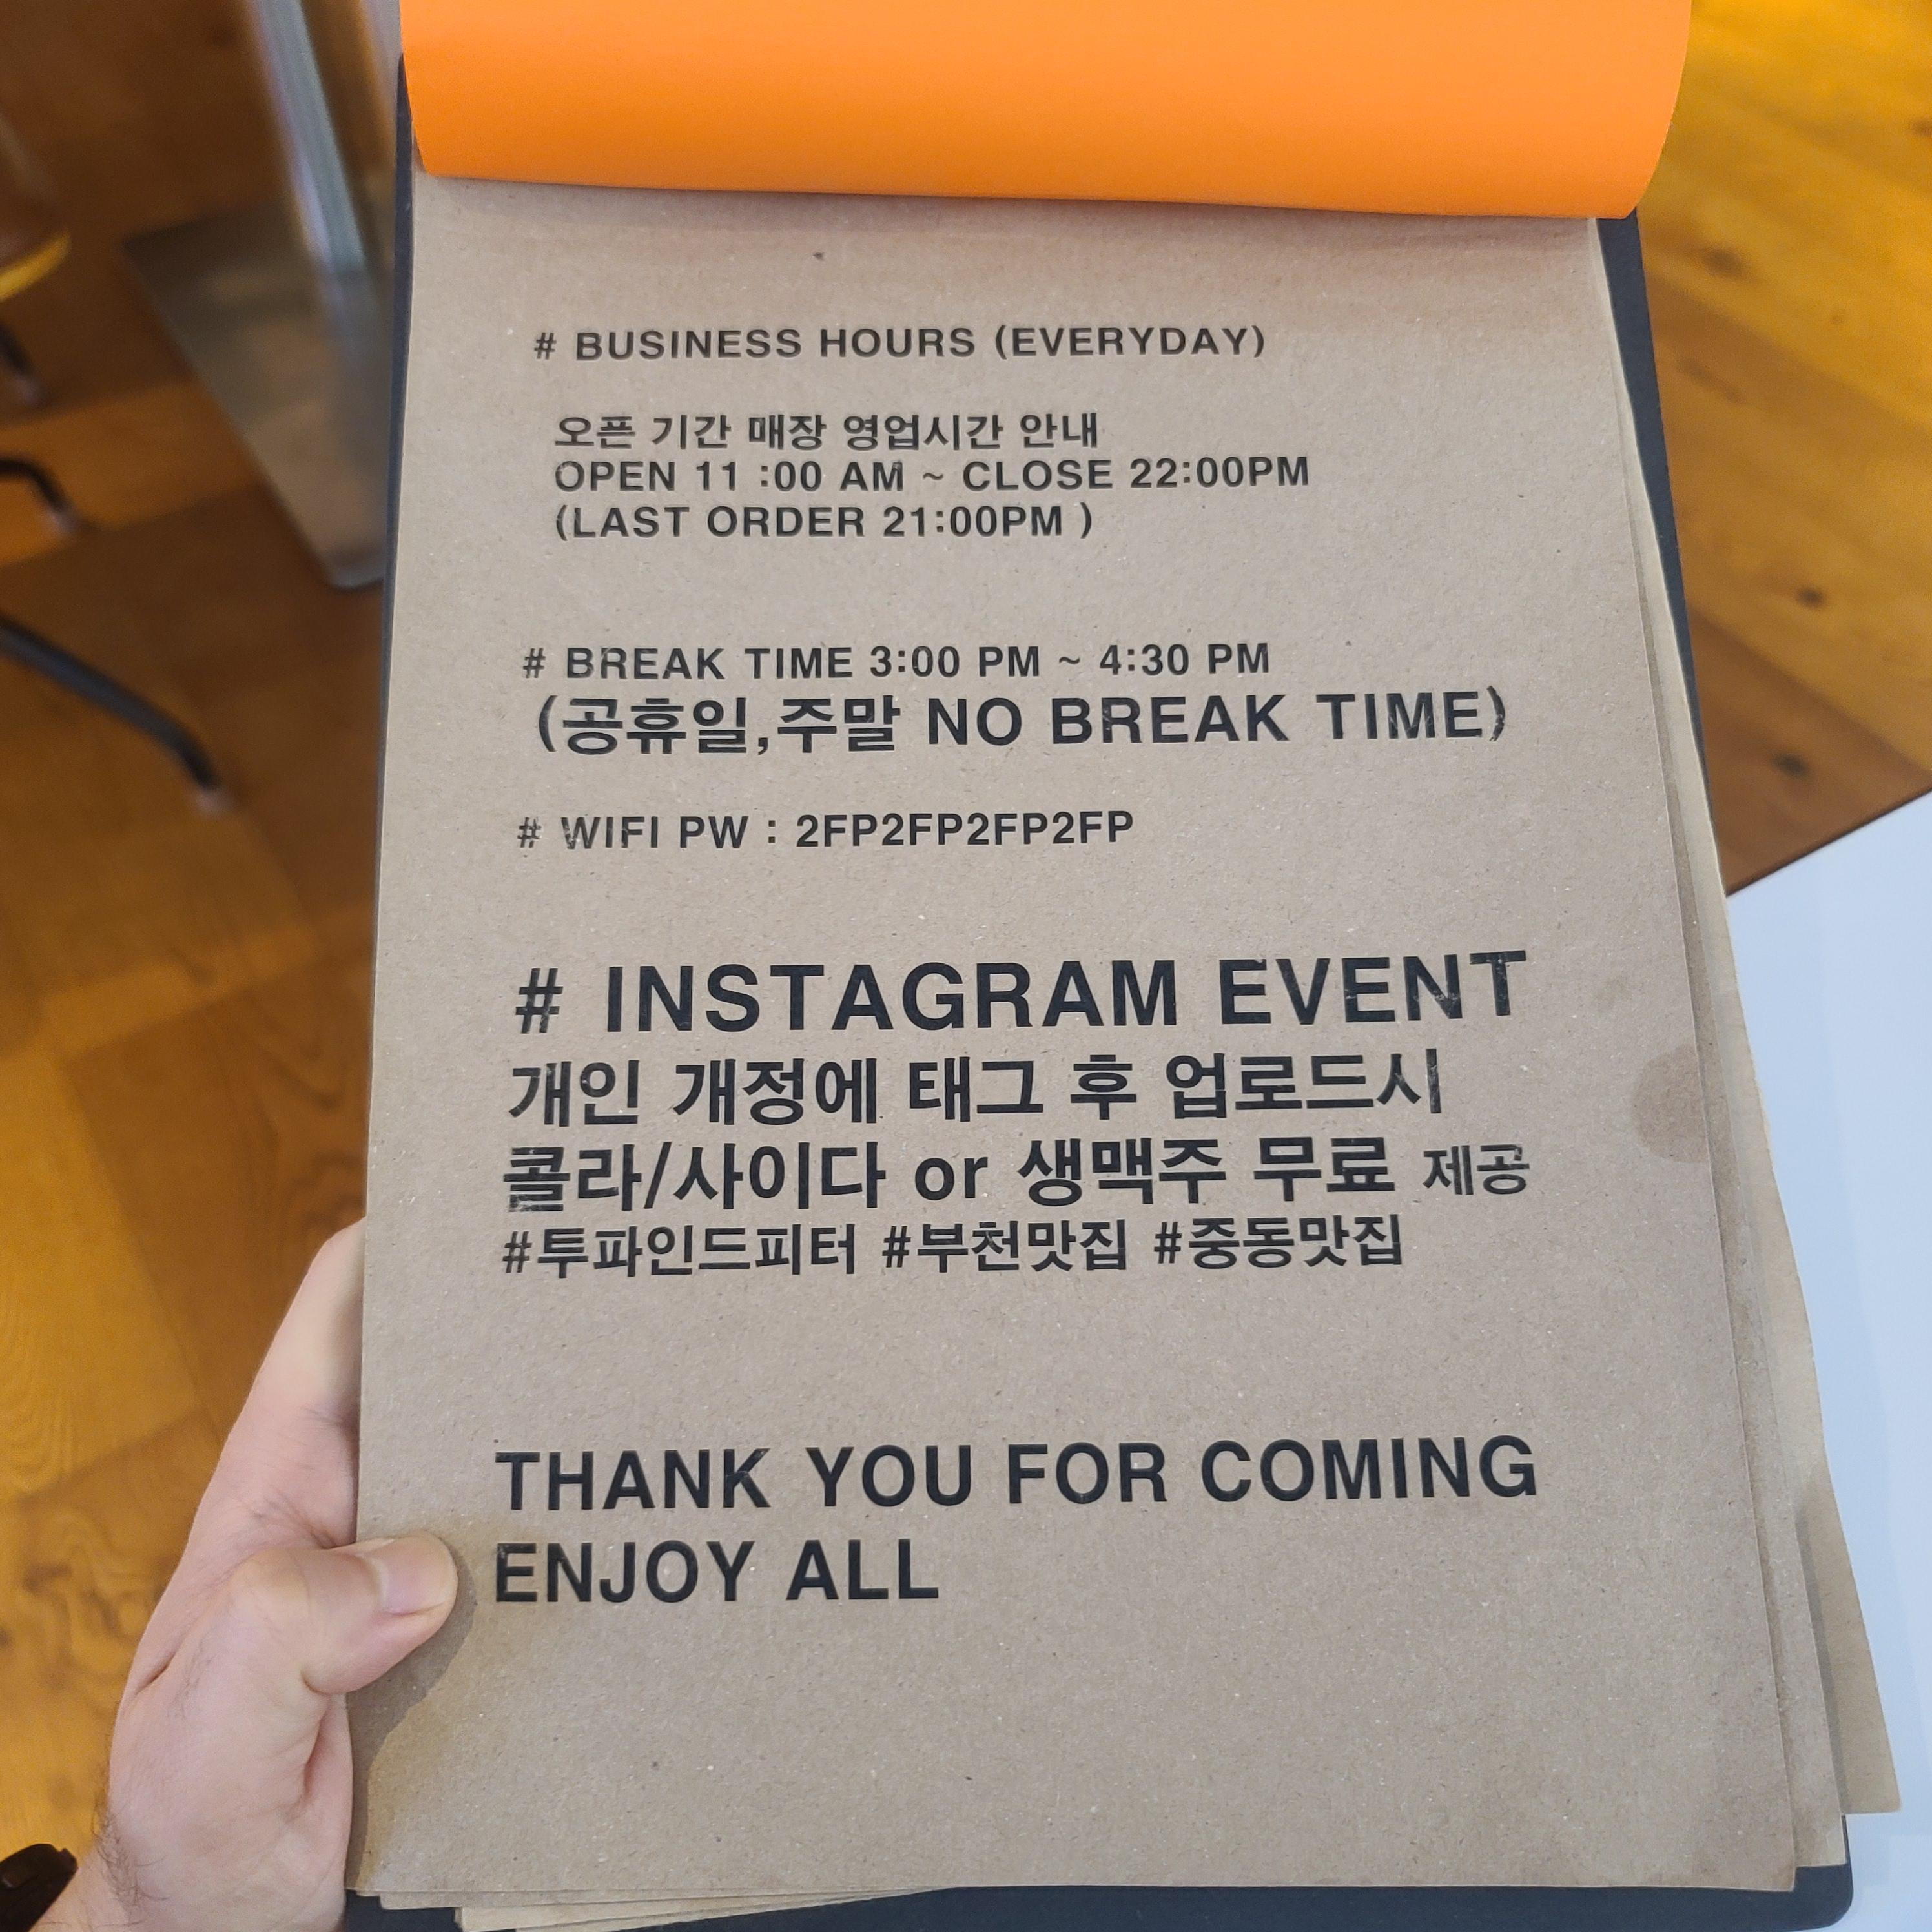 # BUSINESS HOURS (EVERYDAY)
오픈 기간 매장 영업시간 안내
OPEN 11 :00 AM ~ CLOSE 22:00PM
(LAST ORDER 21:00PM )
# BREAK TIME 3:00 PM ~ 4:30 PM
(공휴일,주말 NO BREAK TIME)
# WIFI PW : 2FP2FP2FP2FP
# INSTAGRAM EVENT
개인 개정에 태그 후 업로드시
콜라/사이다 or 생맥주 무료 제공
#투파인드피터 #부천맛집 #중동맛집
THANK YOU FOR COMING
ENJOY ALL